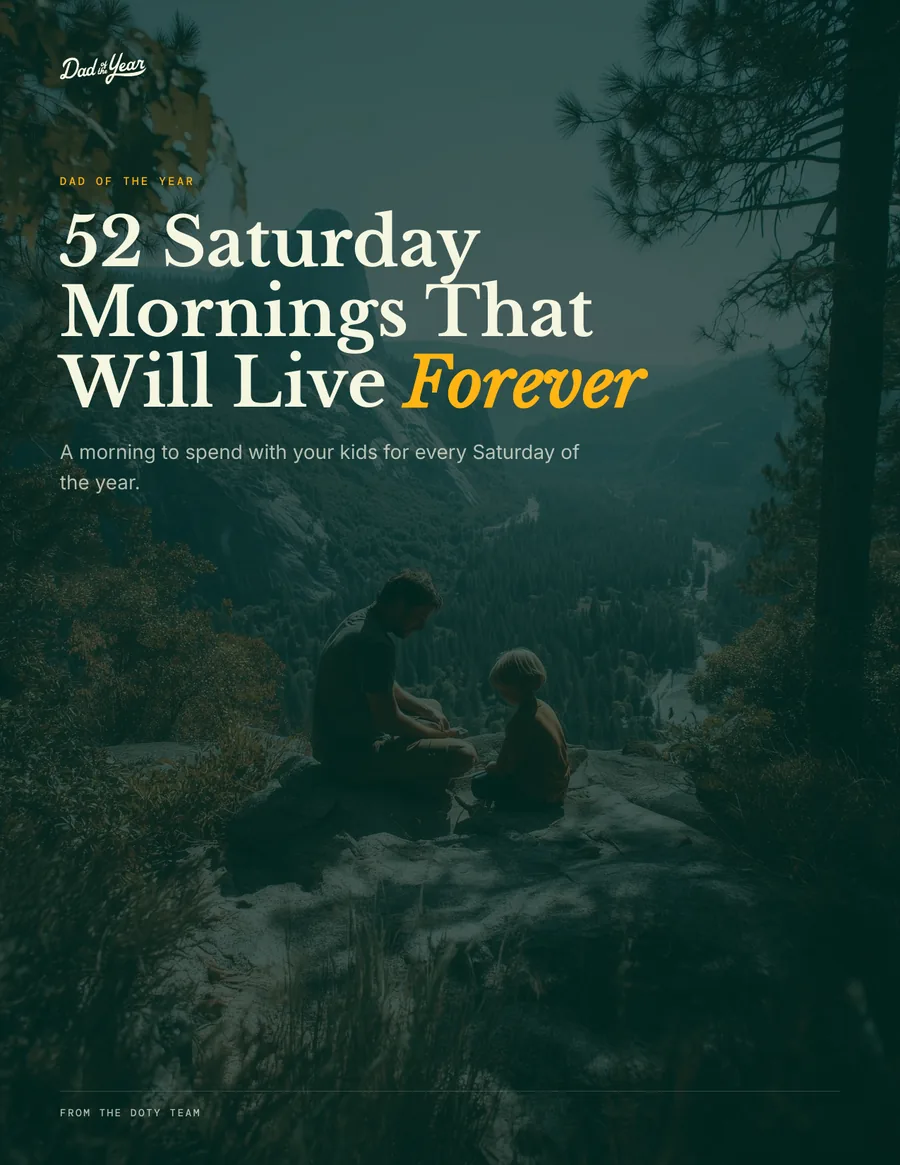 Dad of the Year
DAD OF THE YEAR
52 Saturday
Mornings That
Will Live Forever
A morning to spend with your kids for every Saturday of
the year.
FROM THE DOTY TEAM